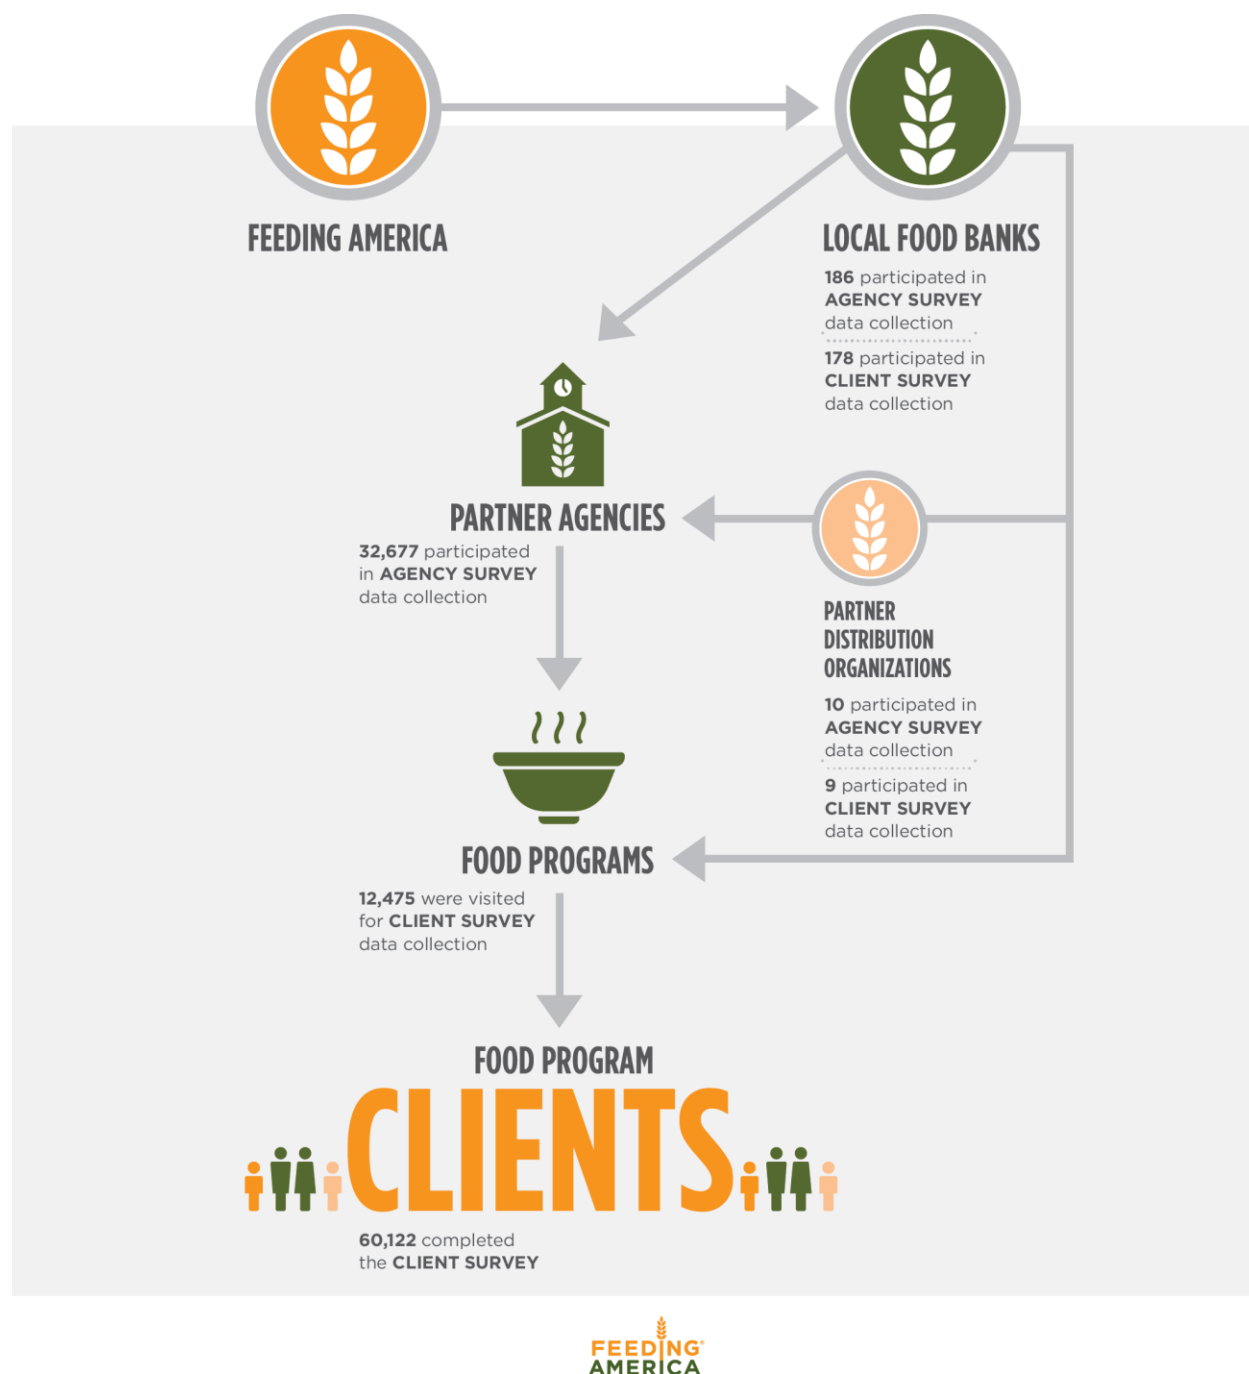 FEEDING AMERICA
LOCAL FOOD BANKS
186 participated in
AGENCY SURVEY
data collection
178 participated in
CLIENT SURVEY
data collection
PARTNER AGENCIES
32,677 participated
in AGENCY SURVEY
data collection
PARTNER
DISTRIBUTION
ORGANIZATIONS
10 participated in
AGENCY SURVEY
data collection
9 participated in
CLIENT SURVEY
data collection
FOOD PROGRAMS
12,475 were visited
for CLIENT SURVEY
data collection
FOOD PROGRAM
CLIENTS
60,122 completed
the CLIENT SURVEY
FEEDING®
AMERICA